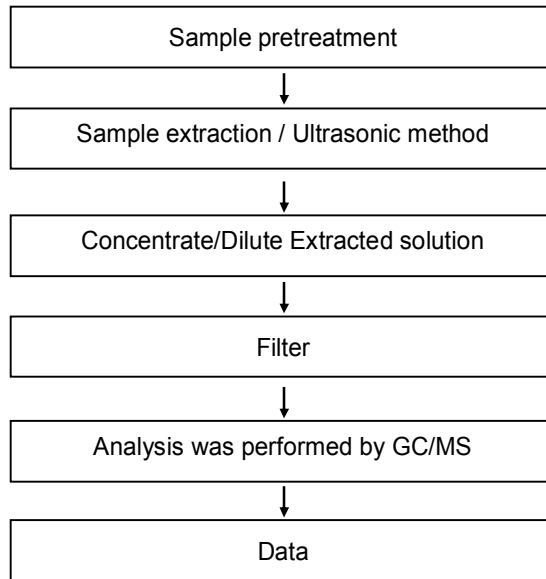 Sample pretreatment
Sample extraction / Ultrasonic method
Concentrate/Dilute Extracted solution
Filter
Analysis was performed by GC/MS
Data